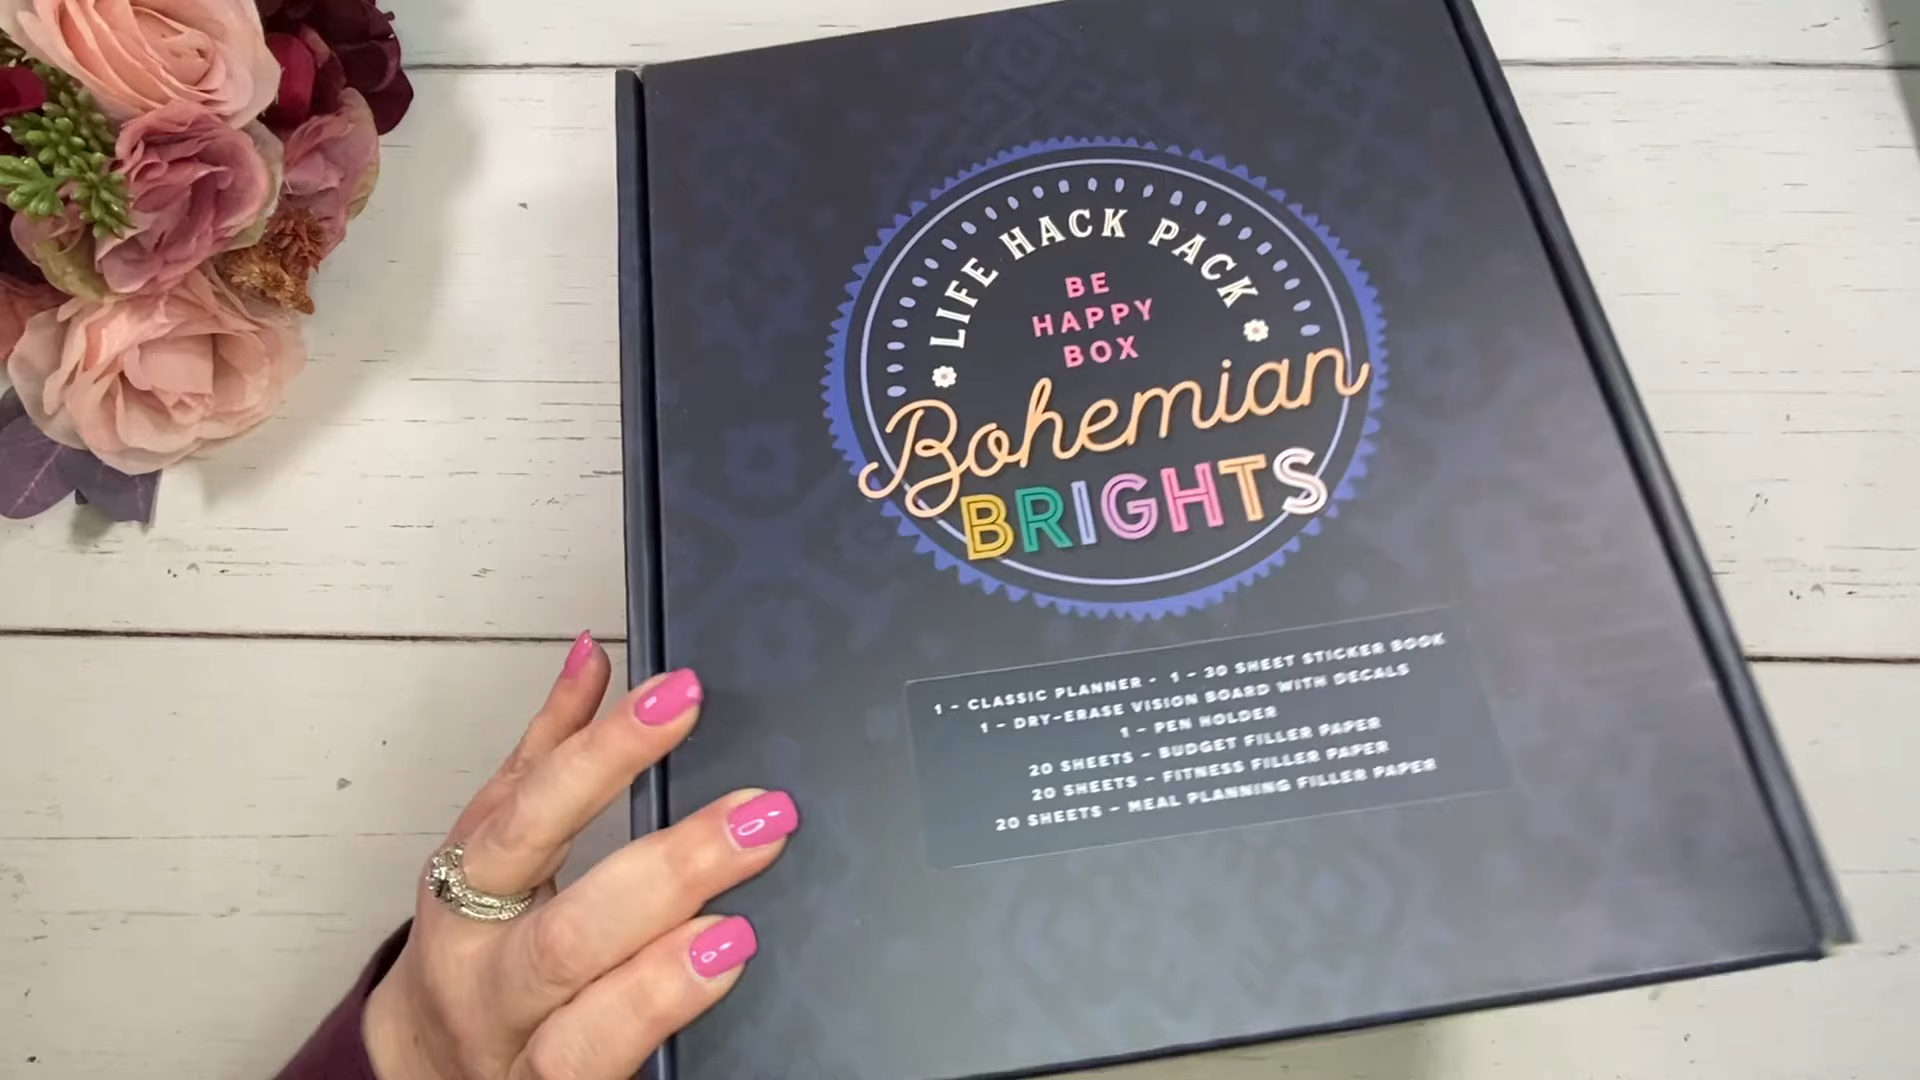 LIFE HACK PACK
BE
HAPPY
BOX
Bohemian
BRIGHTS
1 - CLASSIC PLANNER - 1 - 30 SHEET STICKER BOOK
1 - DRY-ERASE VISION BOARD WITH DECALS
1 - PEN HOLDER
20 SHEETS - BUDGET FILLER PAPER
20 SHEETS - FITNESS FILLER PAPER
20 SHEETS - MEAL PLANNING FILLER PAPER